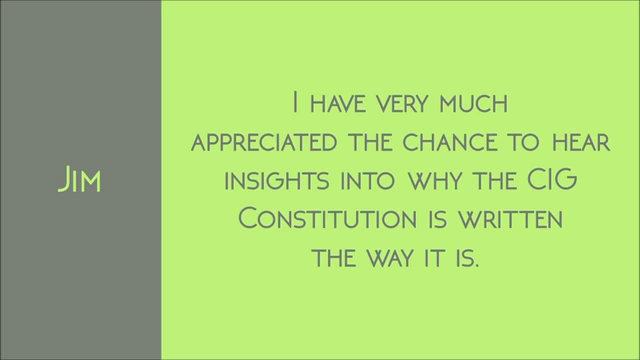 Jim
I have very much
appreciated the chance to hear
insights into why the CIG
Constitution is written
the way it is.